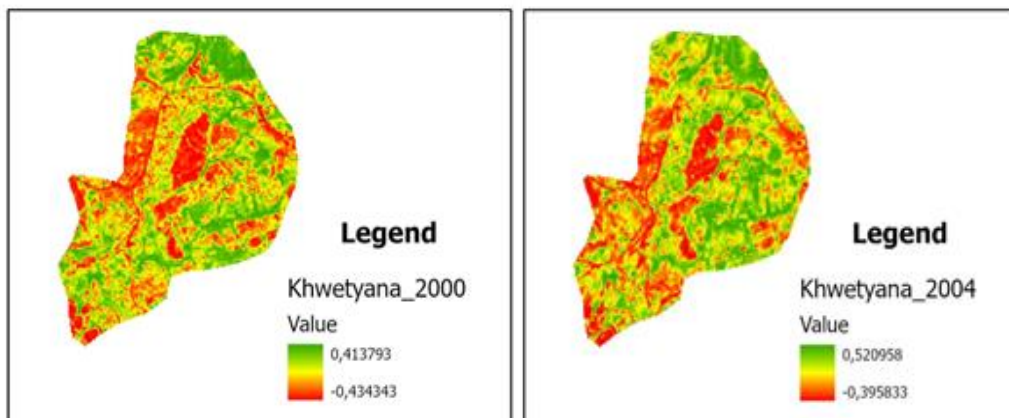 Legend
Khwetyana_2000
Value
0,413793
-0,434343
Legend
Khwetyana_2004
Value
0,520958
-0,395833